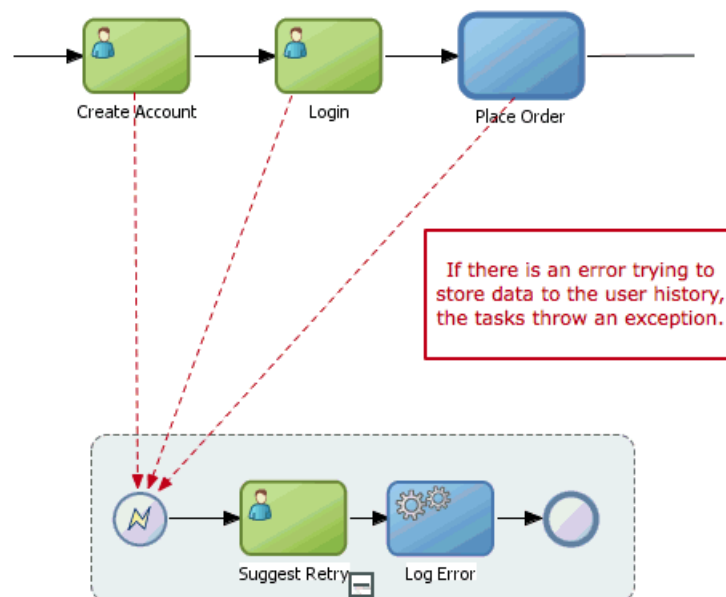 Create Account
Login
Place Order
If there is an error trying to
store data to the user history,
the tasks throw an exception.
Suggest Retry
Log Error